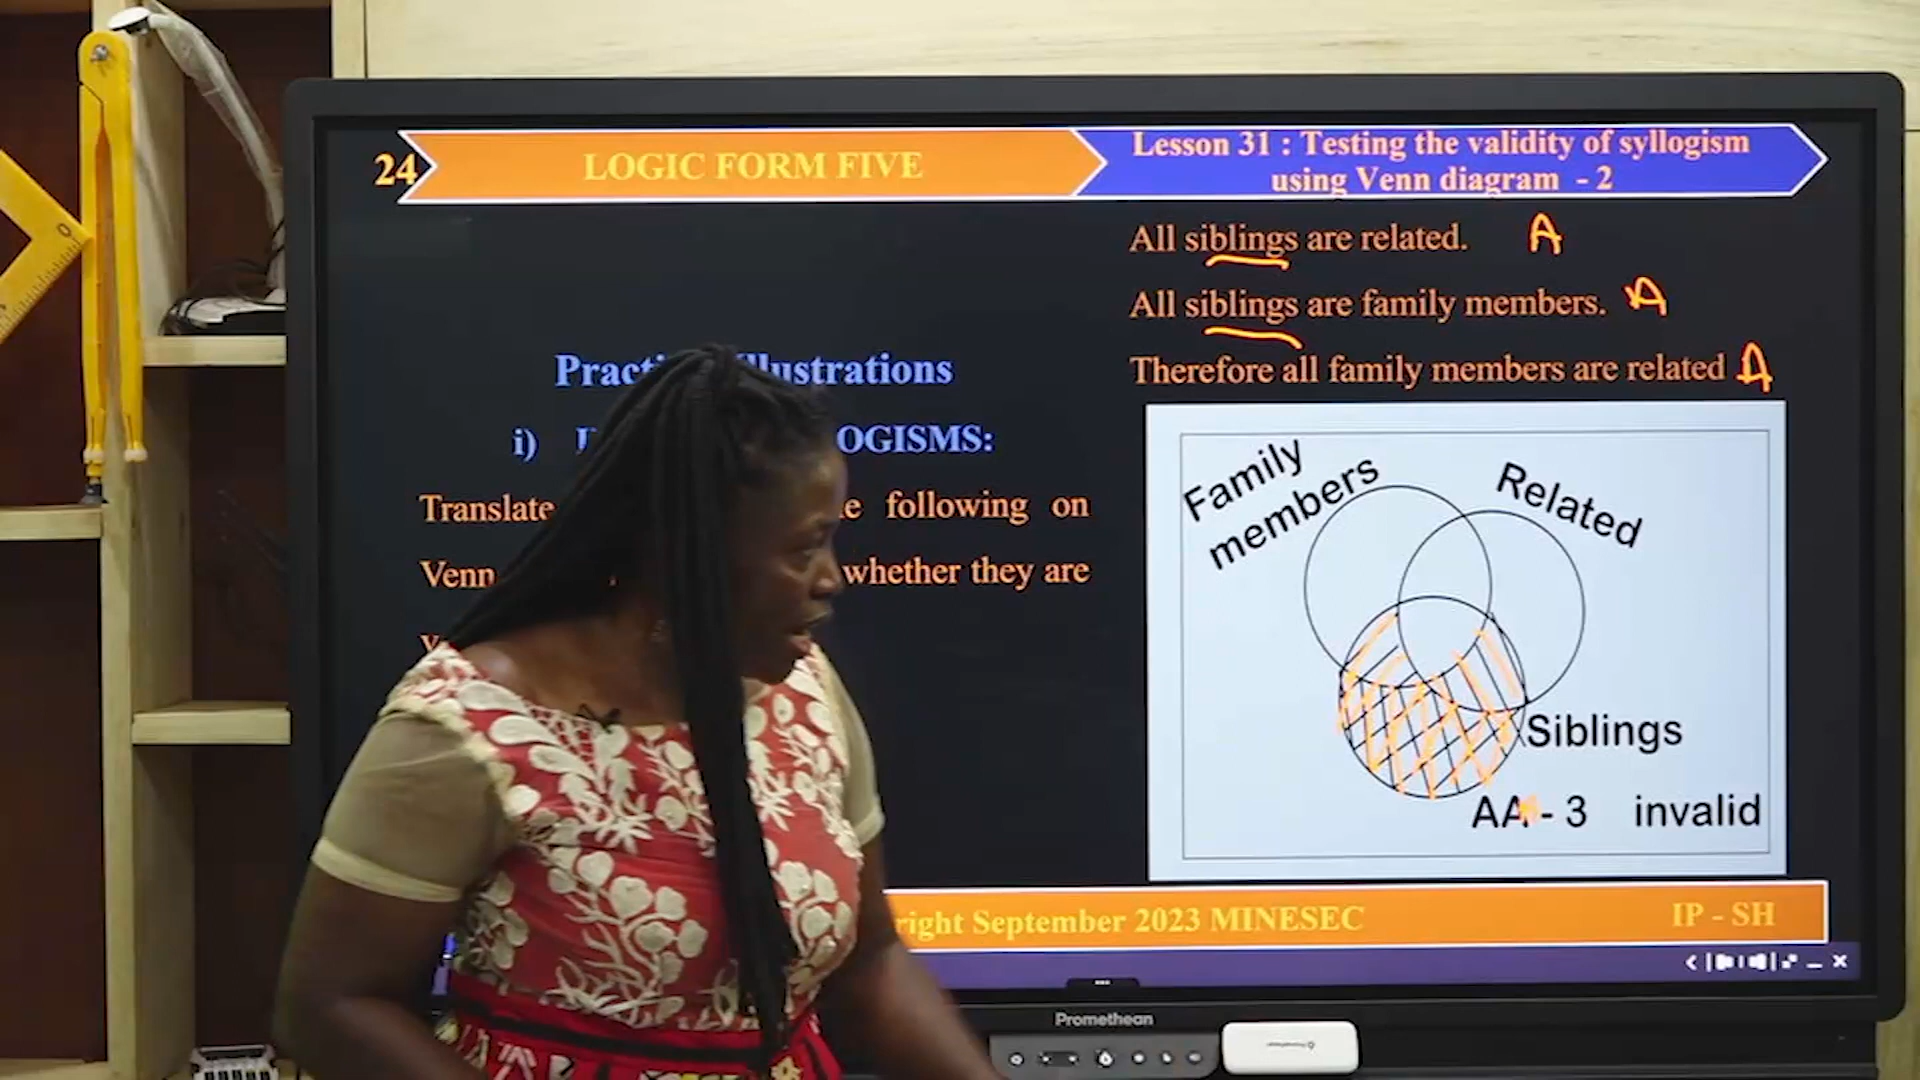 24
LOGIC FORM FIVE
Lesson 31 : Testing the validity of syllogism
using Venn diagram - 2
All siblings are related. A
All siblings are family members. A
Therefore all family members are related A
i)
OGISMS:
Translate following on
Venn whether they are
Family
members
Related
Siblings
AA - 3 invalid
right September 2023 MINESEC
IP - SH
Promethean